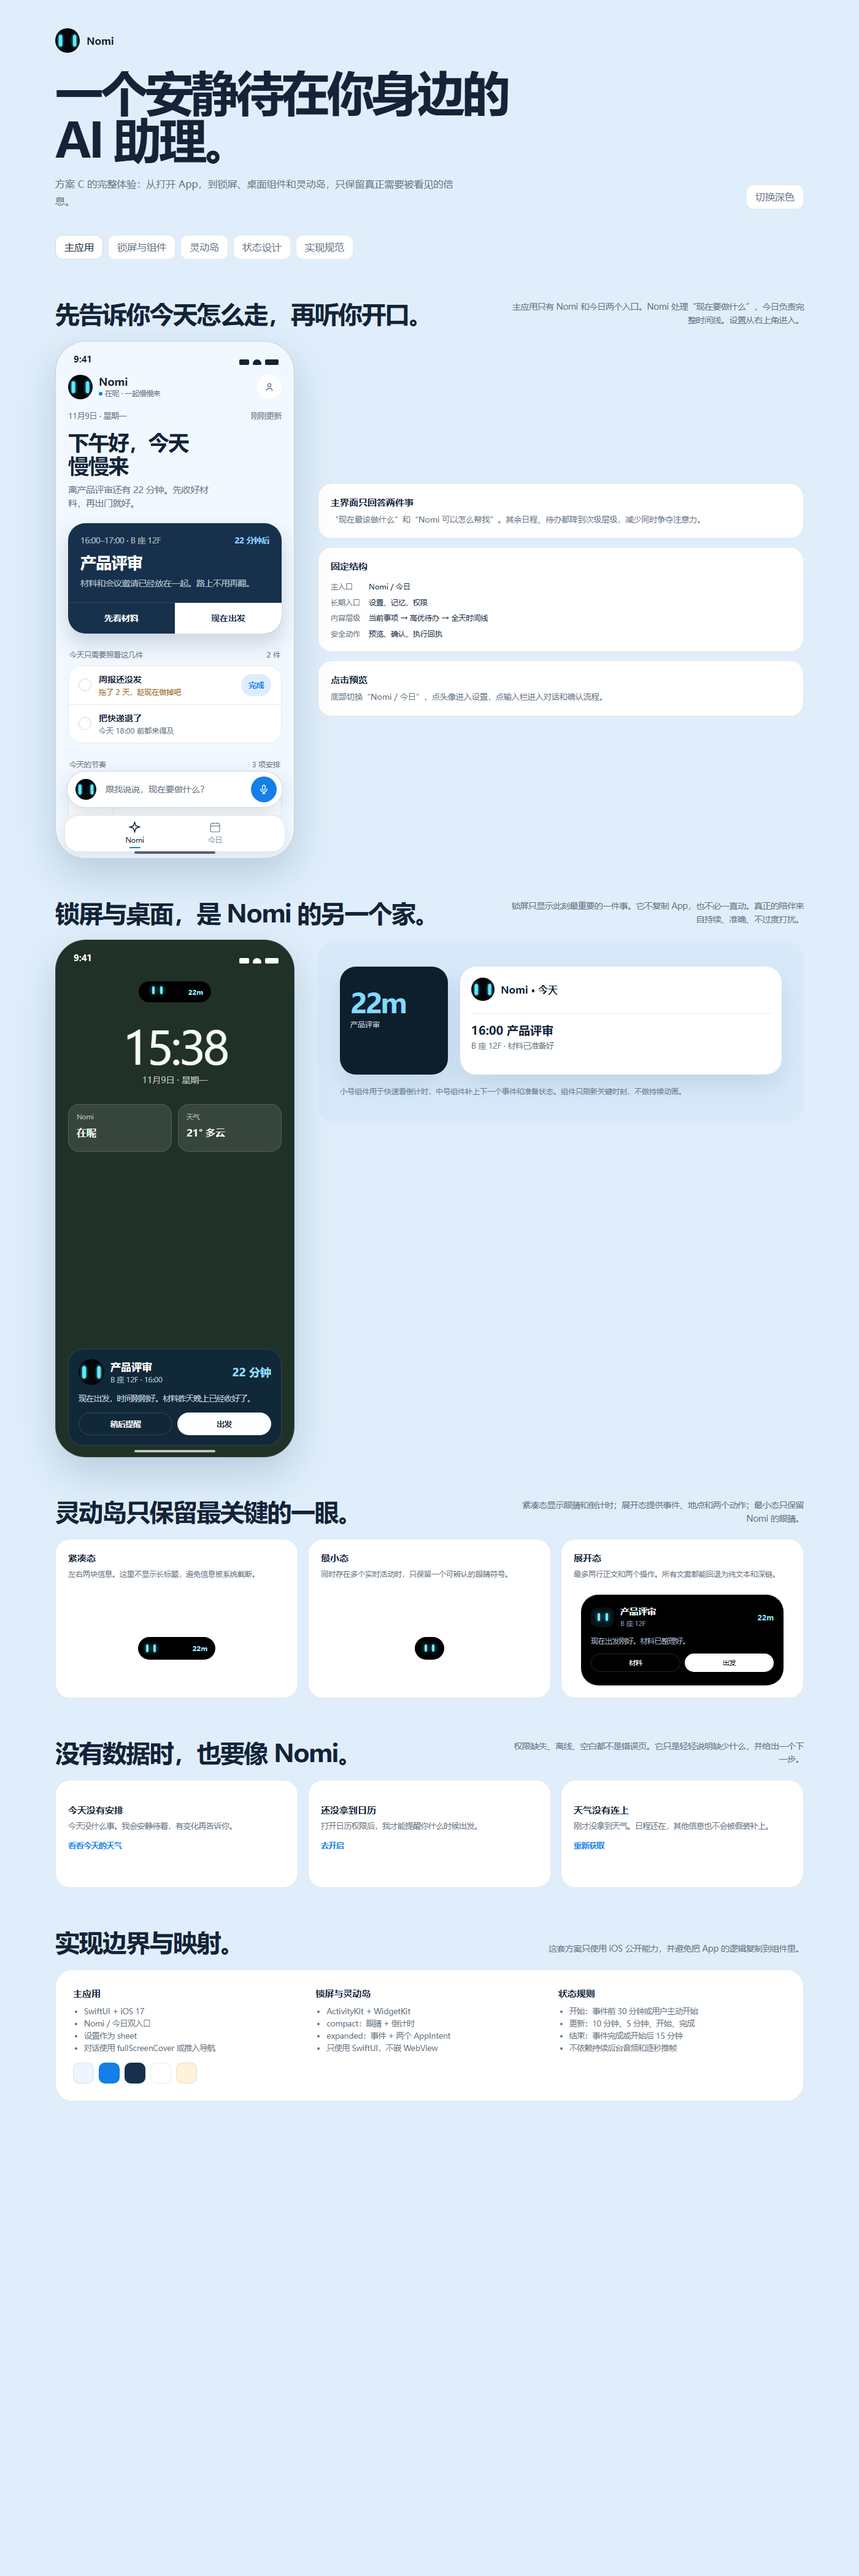 Nomi
一个安静待在你身边的
AI 助理。
方案 C 的完整体验：从打开 App，到锁屏、桌面组件和灵动岛，只保留真正需要被看见的信
息。
切换深色
主应用
锁屏与组件
灵动岛
状态设计
实现规范
先告诉你今天怎么走，再听你开口。
主应用只有 Nomi 和今日两个入口。Nomi 处理“现在要做什么”，今日负责完
整时间线。设置从右上角进入。
9:41
Nomi
在呢 · 一起慢慢来
11月9日 · 星期一
刚刚更新
下午好，今天
慢慢来
离产品评审还有 22 分钟。先收好材
料，再出门就好。
16:00–17:00 · B 座 12F
22 分钟后
产品评审
材料和会议邀请已经放在一起。路上不用再翻。
先看材料
现在出发
今天只需要照看这几件
2 件
周报还没发
拖了 2 天，趁现在做掉吧
完成
把快递退了
今天 18:00 前都来得及
今天的节奏
3 项安排
跟我说说，现在要做什么？
Nomi
今日
主界面只回答两件事
“现在最该做什么”和“Nomi 可以怎么帮我”。其余日程、待办都降到次级层级，减少同时争夺注意力。
固定结构
主入口 Nomi / 今日
长期入口 设置、记忆、权限
内容层级 当前事项 → 高优待办 → 全天时间线
安全动作 预览、确认、执行回执
点击预览
底部切换“Nomi / 今日”，点头像进入设置，点输入栏进入对话和确认流程。
锁屏与桌面，是 Nomi 的另一个家。
锁屏只显示此刻最重要的一件事。它不复制 App，也不必一直动。真正的陪伴来
自持续、准确、不过度打扰。
9:41
22m
15:38
11月9日 · 星期一
Nomi
在呢
天气
21° 多云
产品评审
B 座 12F · 16:00
22 分钟
现在出发，时间刚刚好。材料昨天晚上已经收好了。
稍后提醒
出发
22m
产品评审
Nomi • 今天
16:00 产品评审
B 座 12F · 材料已准备好
小号组件用于快速看倒计时，中号组件补上下一个事件和准备状态。组件只刷新关键时刻，不做持续动画。
灵动岛只保留最关键的一眼。
紧凑态显示眼睛和倒计时；展开态提供事件、地点和两个动作；最小态只保留
Nomi 的眼睛。
紧凑态
左右两块信息。这里不显示长标题，避免信息被系统截断。
22m
最小态
同时存在多个实时活动时，只保留一个可辨认的眼睛符号。
展开态
最多两行正文和两个操作。所有文案都能回退为纯文本和深链。
产品评审
B 座 12F
22m
现在出发刚好。材料已整理好。
材料
出发
没有数据时，也要像 Nomi。
权限缺失、离线、空白都不是错误页。它只是轻轻说明缺少什么，并给出一个下
一步。
今天没有安排
今天没什么事。我会安静待着，有变化再告诉你。
看看今天的天气
还没拿到日历
打开日历权限后，我才能提醒你什么时候出发。
去开启
天气没有连上
刚才没拿到天气。日程还在，其他信息也不会被假装补上。
重新获取
实现边界与映射。
这套方案只使用 iOS 公开能力，并避免把 App 的逻辑复制到组件里。
主应用
• SwiftUI + iOS 17
• Nomi / 今日双入口
• 设置作为 sheet
• 对话使用 fullScreenCover 或推入导航
锁屏与灵动岛
• ActivityKit + WidgetKit
• compact：眼睛 + 倒计时
• expanded：事件 + 两个 AppIntent
• 只使用 SwiftUI，不嵌 WebView
状态规则
• 开始：事件前 30 分钟或用户主动开始
• 更新：10 分钟、5 分钟、开始、完成
• 结束：事件完成或开始后 15 分钟
• 不依赖持续后台音频和逐秒推帧